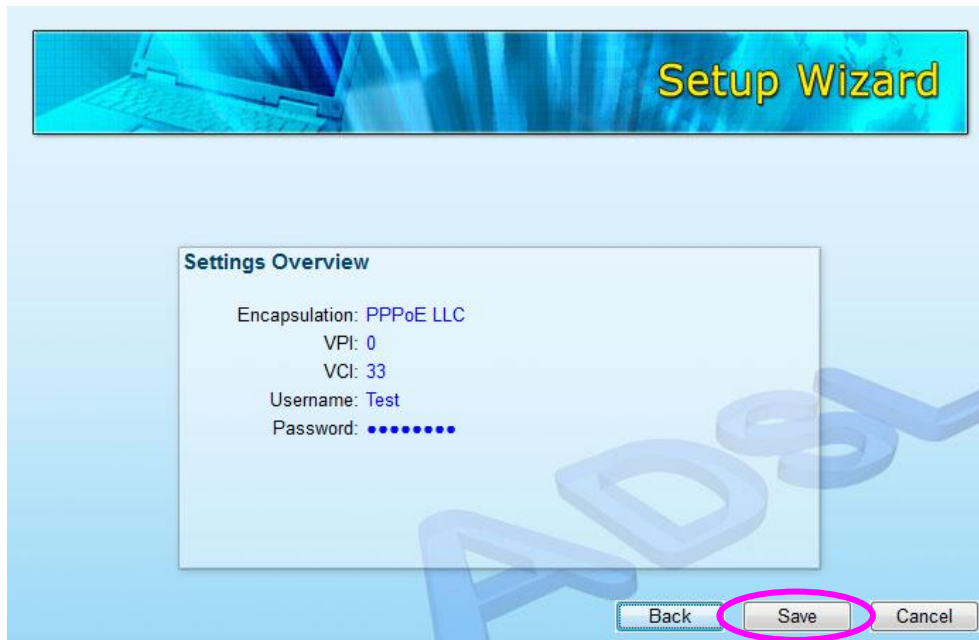 Setup Wizard
Settings Overview
Encapsulation: PPPoE LLC
VPI: 0
VCI: 33
Username: Test
Password: ●●●●●●●●
ADSL
Back Save Cancel